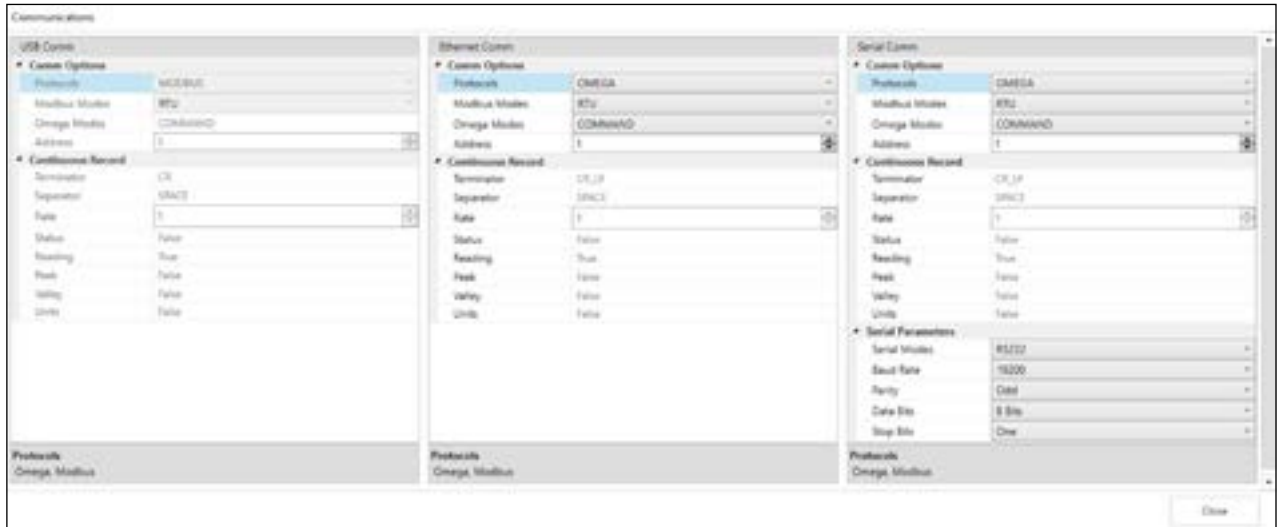 Communications
USB Comm
Comm Options
Protocols MODBUS
Modbus Modes RTU
Omega Modes COMMAND
Address 1
Continuous Record
Terminator CR
Separator SPACE
Rate 1
Status False
Reading True
Peak False
Valley False
Units False
Protocols
Omega, Modbus
Ethernet Comm
Comm Options
Protocols OMEGA
Modbus Modes RTU
Omega Modes COMMAND
Address 1
Continuous Record
Terminator CR_LF
Separator SPACE
Rate 1
Status False
Reading True
Peak False
Valley False
Units False
Protocols
Omega, Modbus
Serial Comm
Comm Options
Protocols OMEGA
Modbus Modes RTU
Omega Modes COMMAND
Address 1
Continuous Record
Terminator CR_LF
Separator SPACE
Rate 1
Status False
Reading True
Peak False
Valley False
Units False
Serial Parameters
Serial Modes RS232
Baud Rate 19200
Parity Odd
Data Bits 8 Bits
Stop Bits One
Protocols
Omega, Modbus
Close